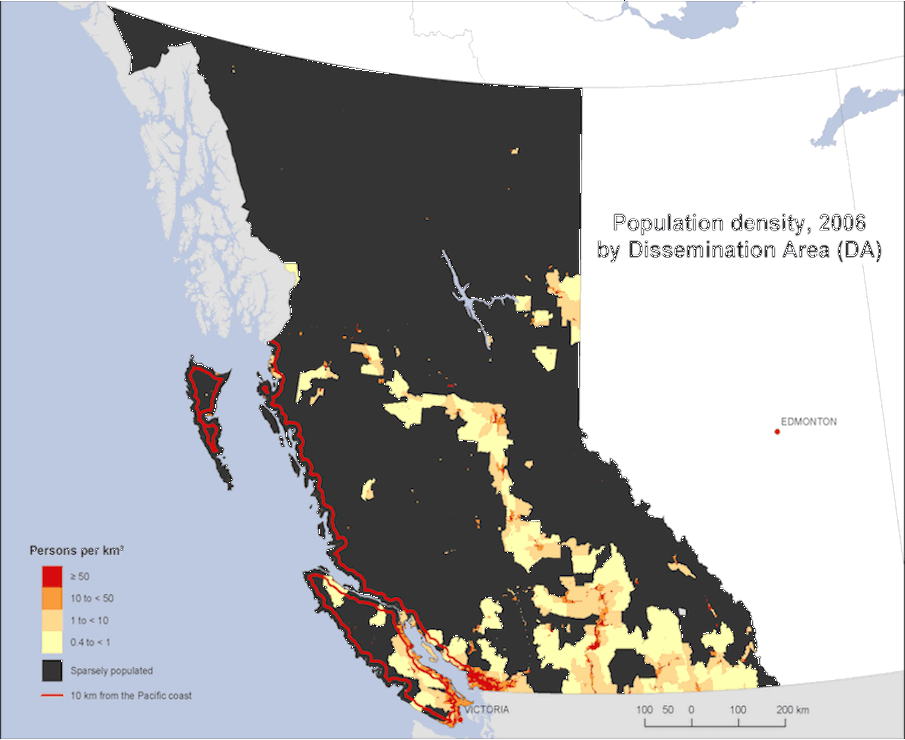 Population density, 2006
by Dissemination Area (DA)
EDMONTON
Persons per km²
≥ 50
10 to < 50
1 to < 10
0.4 to < 1
Sparsely populated
10 km from the Pacific coast
VICTORIA
100 50 0 100 200 km